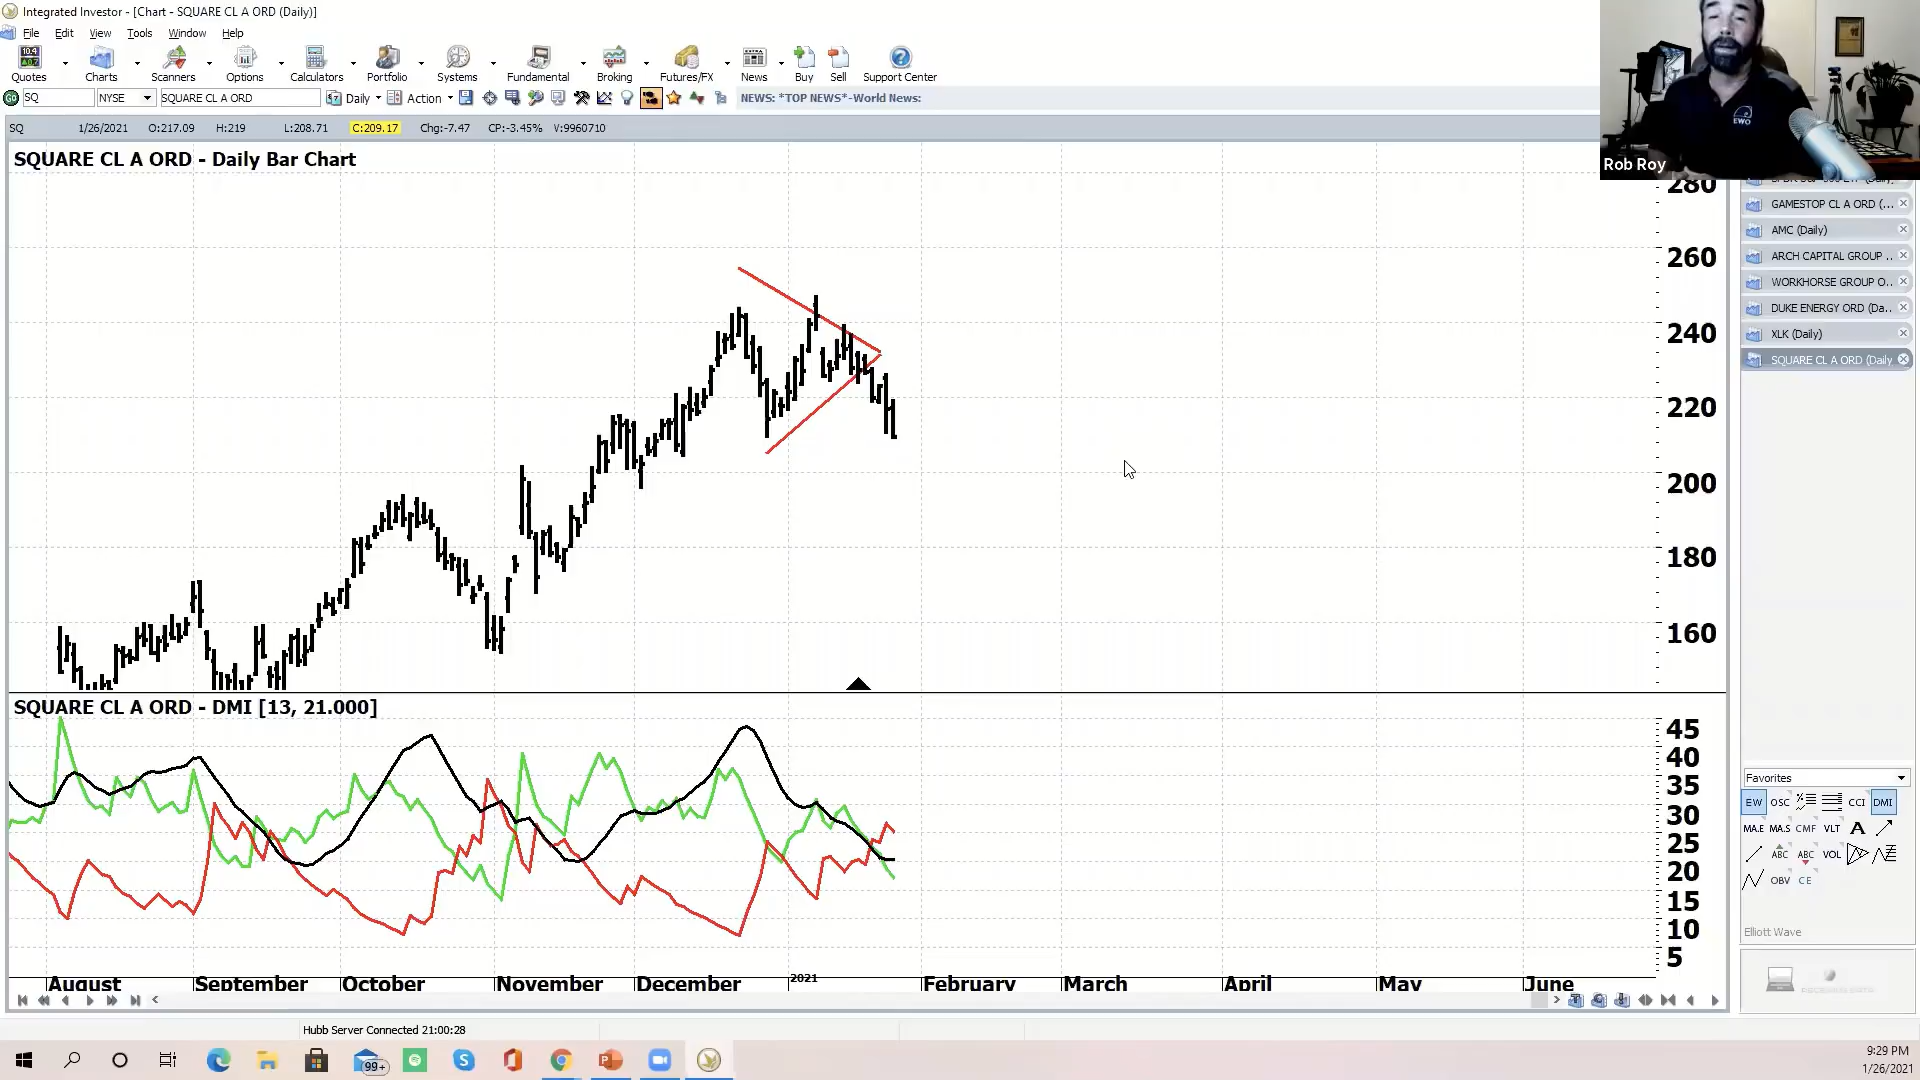 Integrated Investor - [Chart - SQUARE CL A ORD (Daily)]
File Edit View Tools Window Help
Quotes Charts Scanners Options Calculators Portfolio Systems Fundamental Broking Futures/FX News Buy Sell Support Center
SQ NYSE SQUARE CL A ORD Daily Action NEWS: *TOP NEWS*-World News:
SQ 1/26/2021 O:217.09 H:219 L:208.71 C:209.17 Chg:-7.47 CP:-3.45% V:9960710
SQUARE CL A ORD - Daily Bar Chart
EWO
Rob Roy
280
260
240
220
200
180
160
GAMESTOP CL A ORD (...
AMC (Daily)
ARCH CAPITAL GROUP ..
WORKHORSE GROUP O..
DUKE ENERGY ORD (Da..
XLK (Daily)
SQUARE CL A ORD (Daily
SQUARE CL A ORD - DMI [13, 21.000]
45
40
35
30
25
20
15
10
5
August September October November December 2021 February March April May June
Favorites
EW OSC CCI DMI
MA.E MA.S CMF VLT A
ABC ABC VOL
OBV CE
Elliott Wave
Hubb Server Connected 21:00:28
99+
9:29 PM
1/26/2021